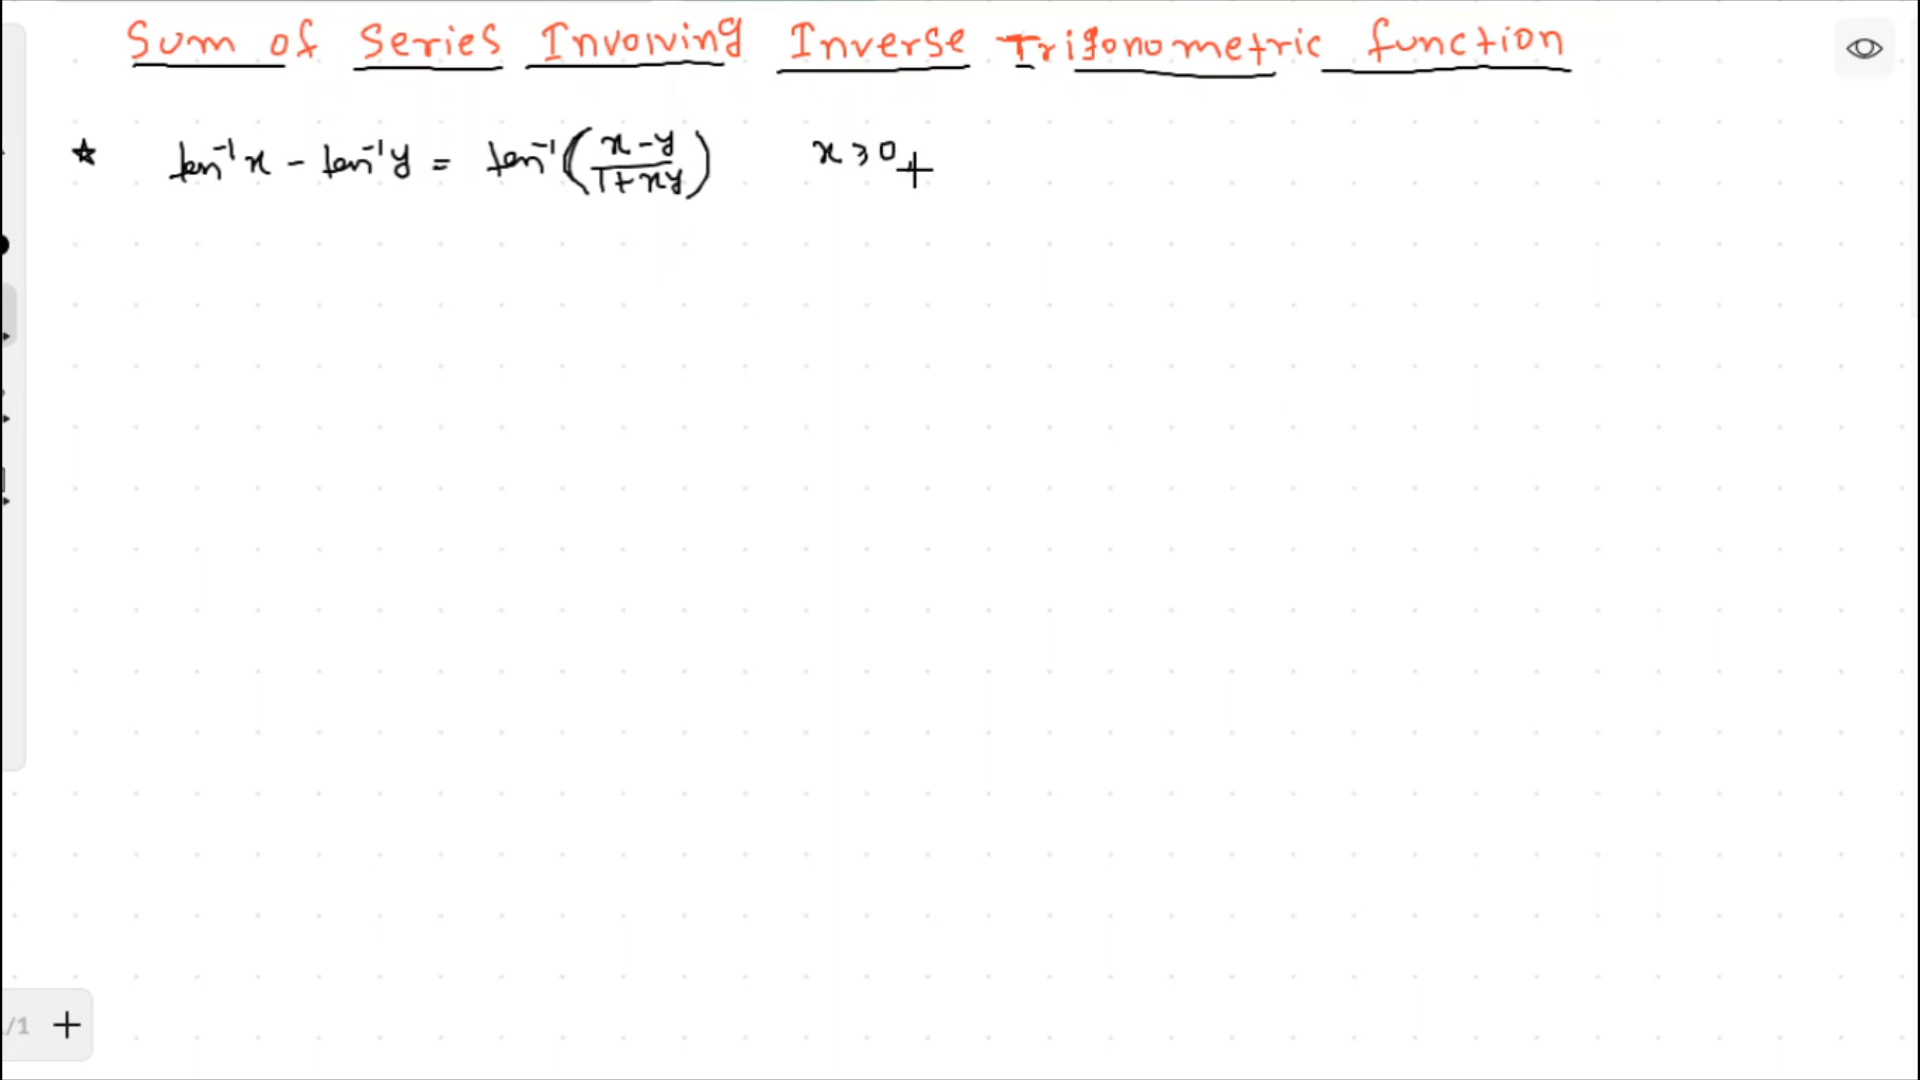 Sum of Series Involving Inverse Trigonometric function
★ tan⁻¹x - tan⁻¹y = tan⁻¹((x-y)/(1+xy)) x ≥ 0
/1 +